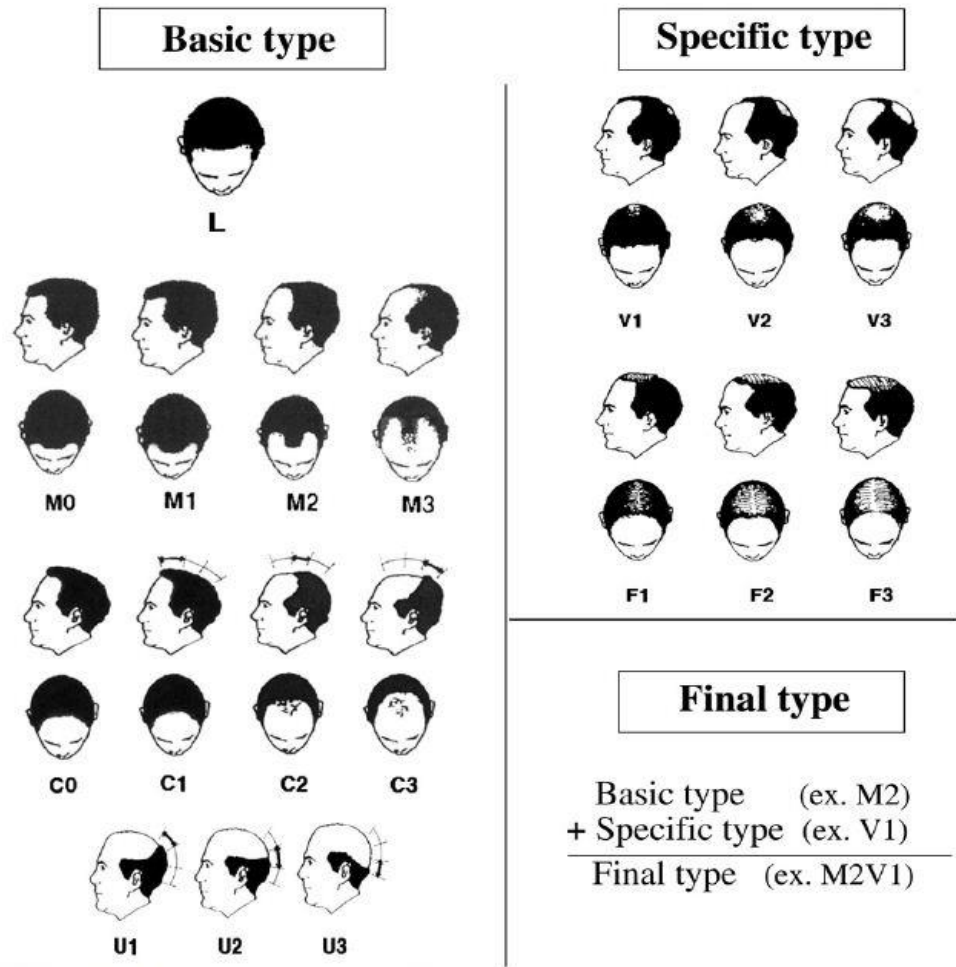 Basic type
L
M0 M1 M2 M3
C0 C1 C2 C3
U1 U2 U3
Specific type
V1 V2 V3
F1 F2 F3
Final type
Basic type (ex. M2)
+ Specific type (ex. V1)
Final type (ex. M2V1)